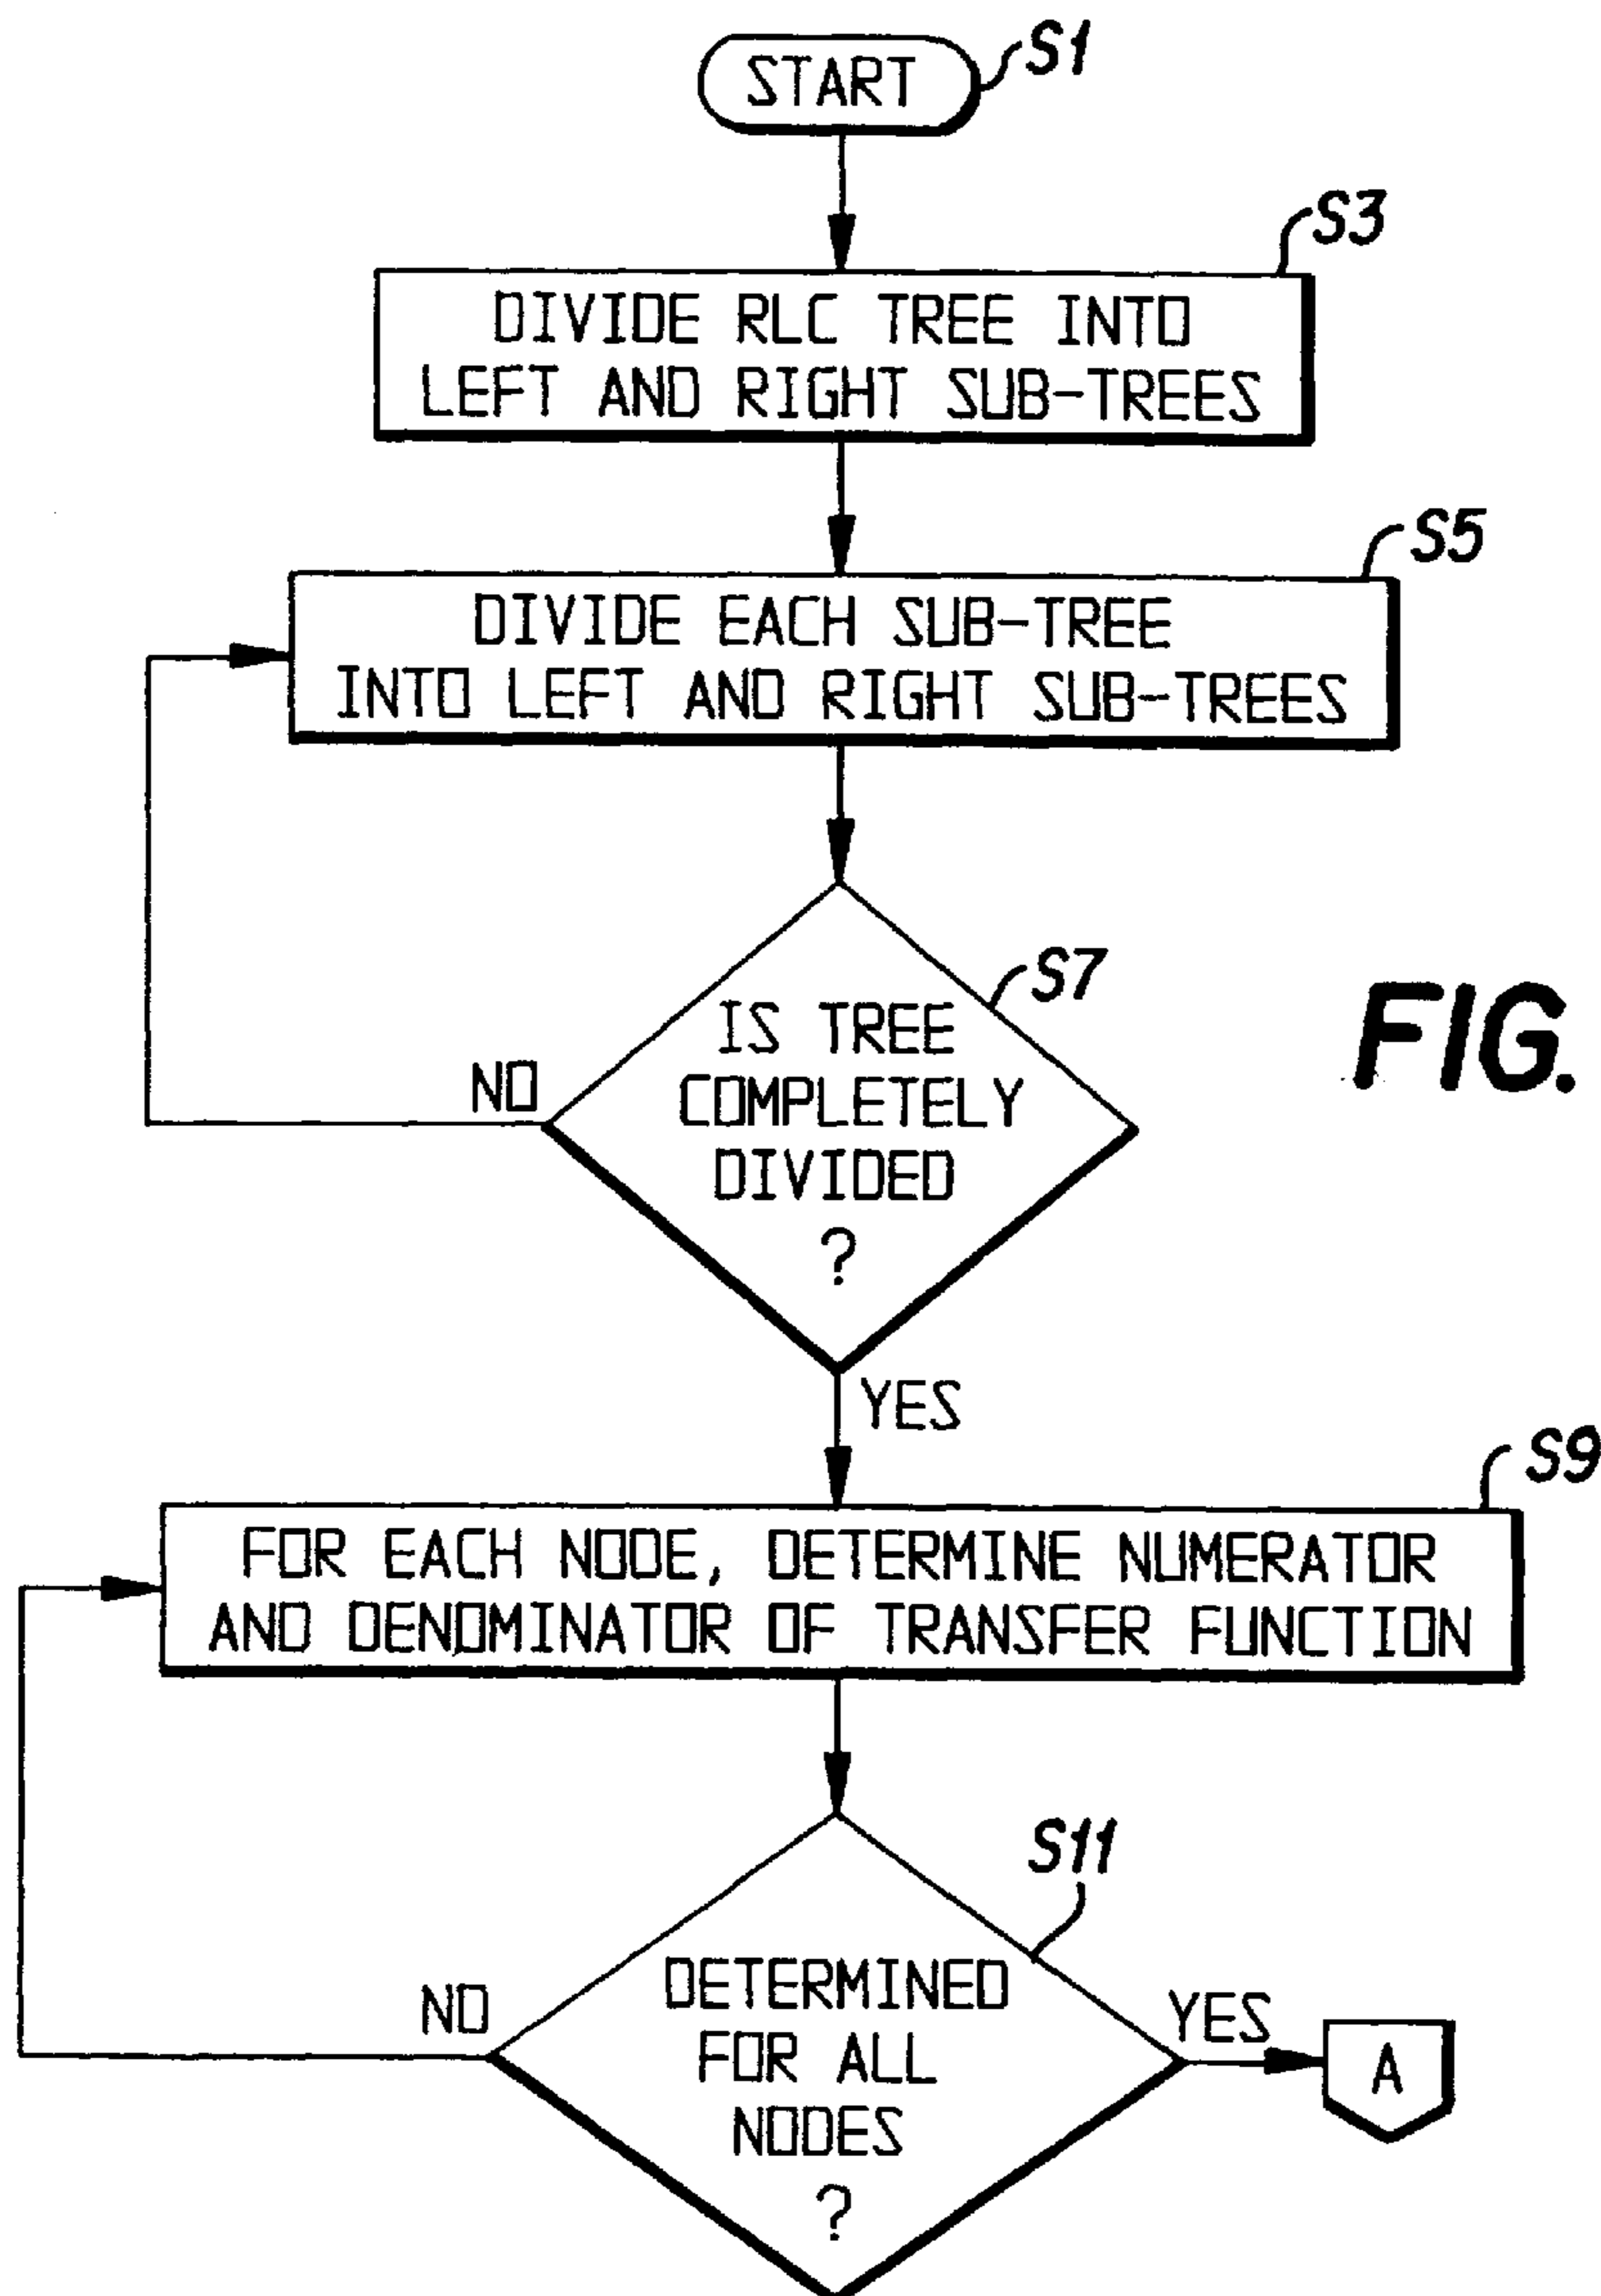 START
S1
S3
DIVIDE RLC TREE INTO
LEFT AND RIGHT SUB-TREES
S5
DIVIDE EACH SUB-TREE
INTO LEFT AND RIGHT SUB-TREES
S7
IS TREE
COMPLETELY
DIVIDED
?
NO
FIG.
YES
S9
FOR EACH NODE, DETERMINE NUMERATOR
AND DENOMINATOR OF TRANSFER FUNCTION
S11
DETERMINED
FOR ALL
NODES
?
NO
YES
A